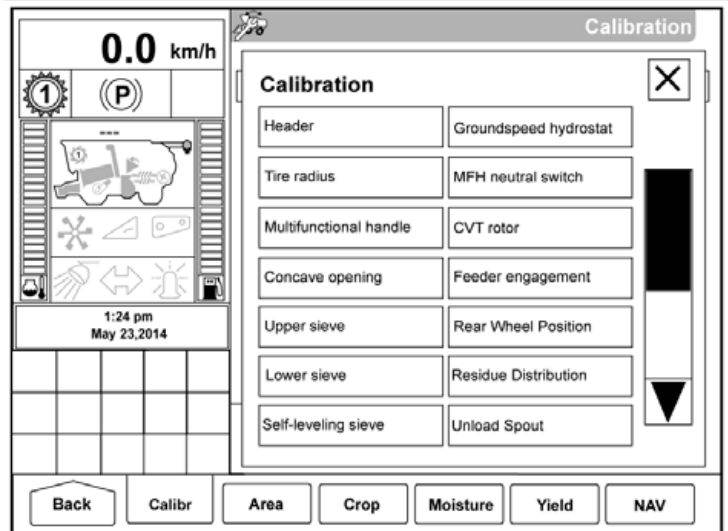 Calibration
0.0 km/h
1
(P)
---
1
1:24 pm
May 23,2014
Calibration
X
Header
Groundspeed hydrostat
Tire radius
MFH neutral switch
Multifunctional handle
CVT rotor
Concave opening
Feeder engagement
Upper sieve
Rear Wheel Position
Lower sieve
Residue Distribution
Self-leveling sieve
Unload Spout
Back
Calibr
Area
Crop
Moisture
Yield
NAV